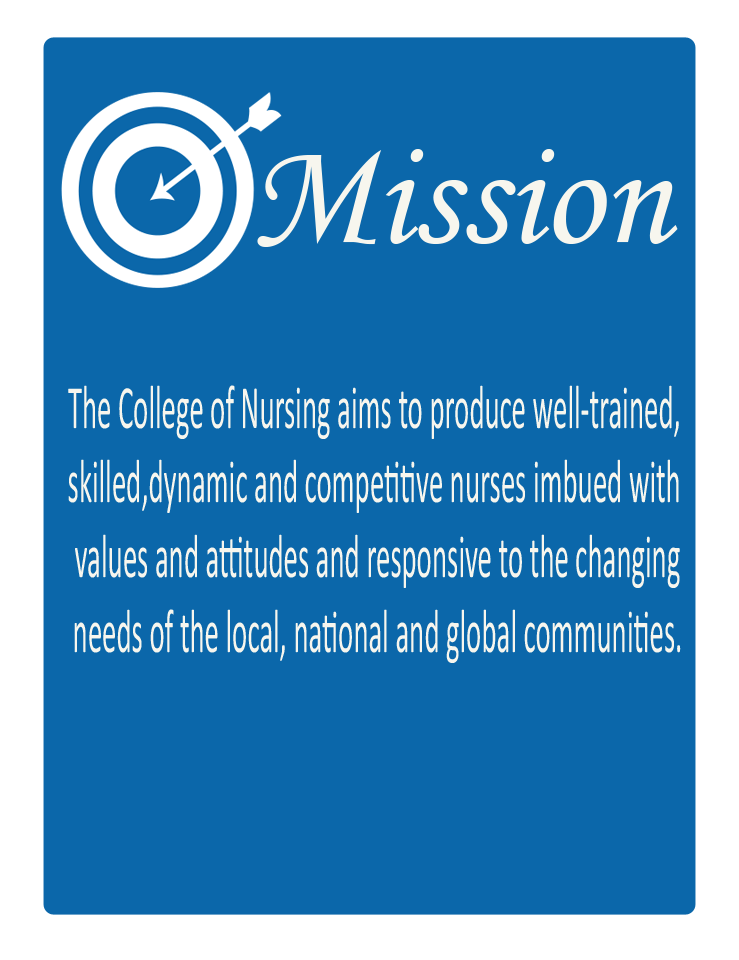 Mission
The College of Nursing aims to produce well-trained,
skilled,dynamic and competitive nurses imbued with
values and attitudes and responsive to the changing
needs of the local, national and global communities.